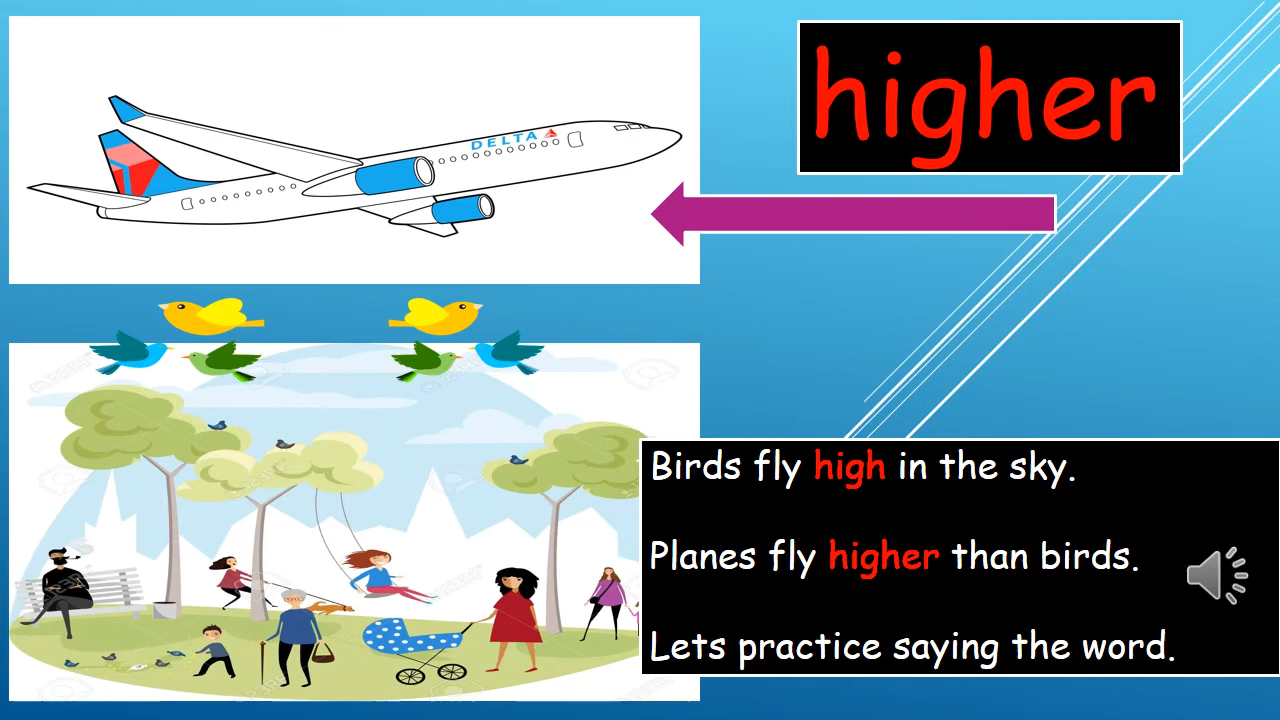 higher
DELTA
Birds fly high in the sky.
Planes fly higher than birds.
Lets practice saying the word.